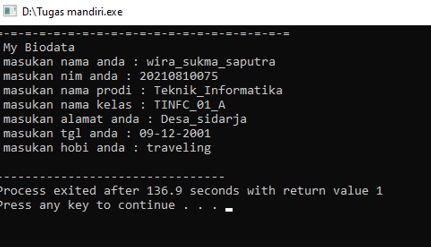 D:\Tugas mandiri.exe
=-=-=-=-=-=-=-=-=-=-=-=-=-=-=-=-=-=-=
My Biodata
masukan nama anda : wira_sukma_saputra
masukan nim anda : 20210810075
masukan nama prodi : Teknik_Informatika
masukan nama kelas : TINFC_01_A
masukan alamat anda : Desa_sidarja
masukan tgl anda : 09-12-2001
masukan hobi anda : traveling
--------------------------------
Process exited after 136.9 seconds with return value 1
Press any key to continue . . .